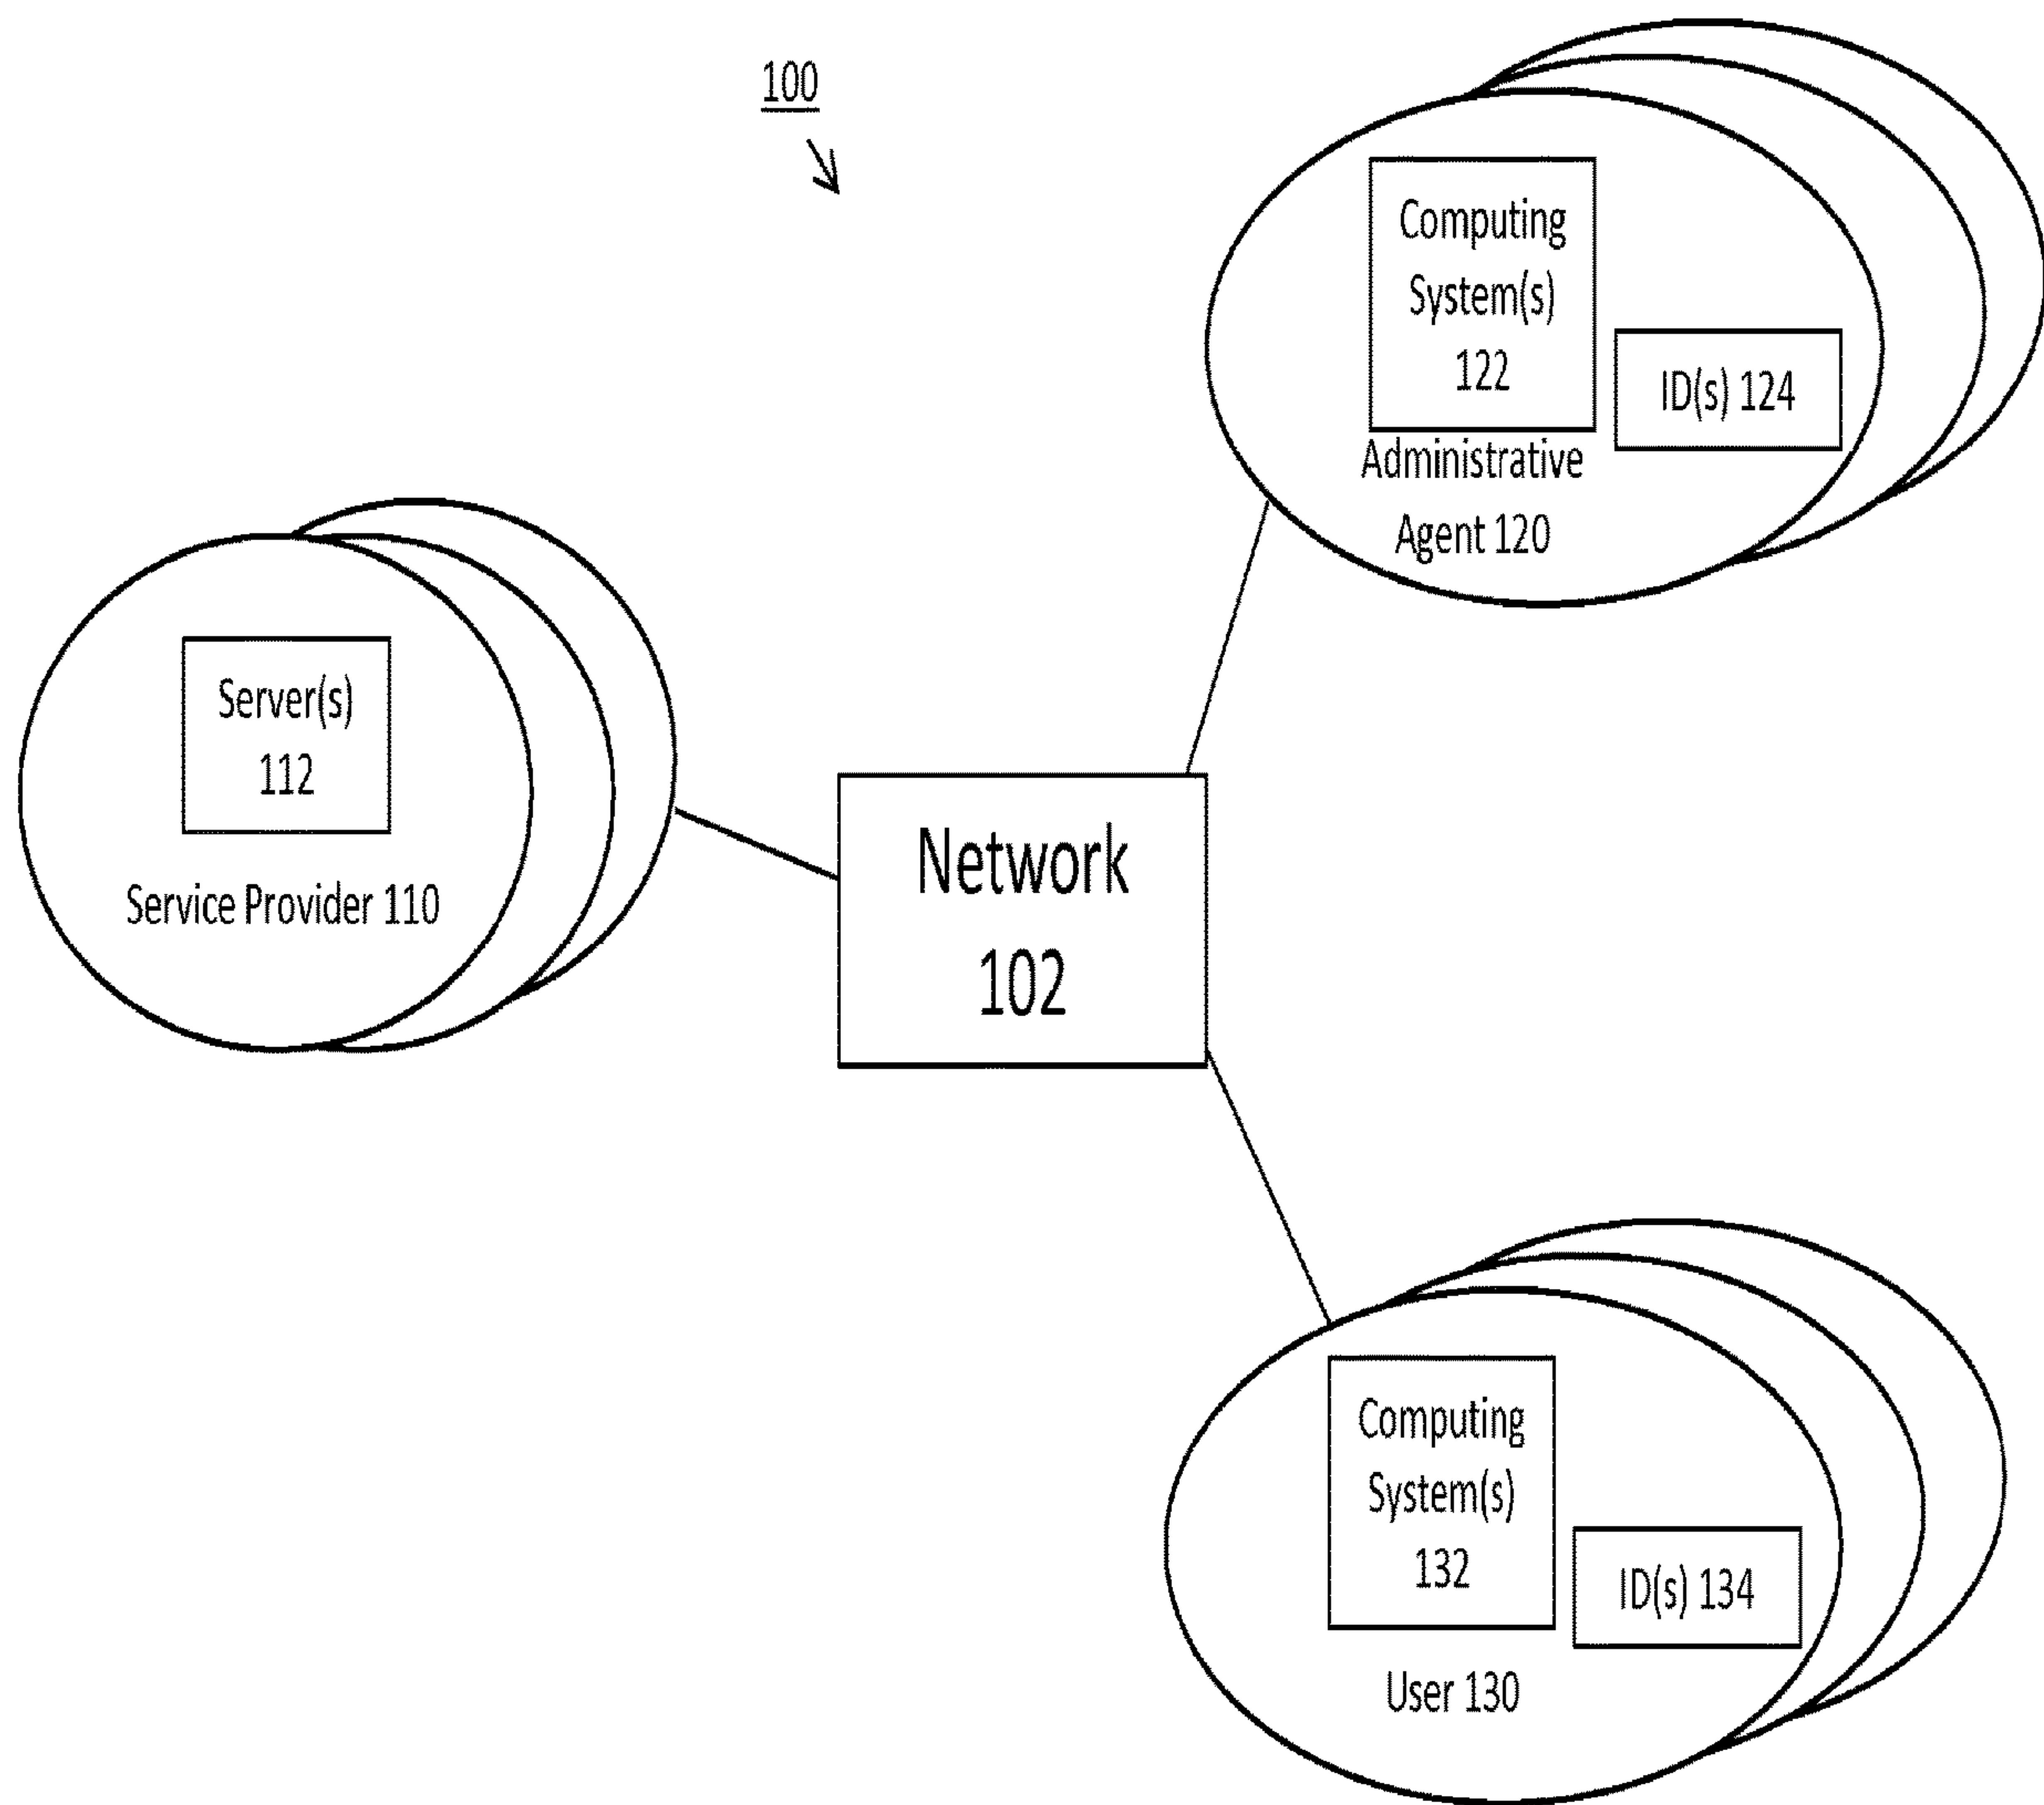 100
Computing
System(s)
122
ID(s) 124
Administrative
Agent 120
Server(s)
112
Service Provider 110
Network
102
Computing
System(s)
132
ID(s) 134
User 130